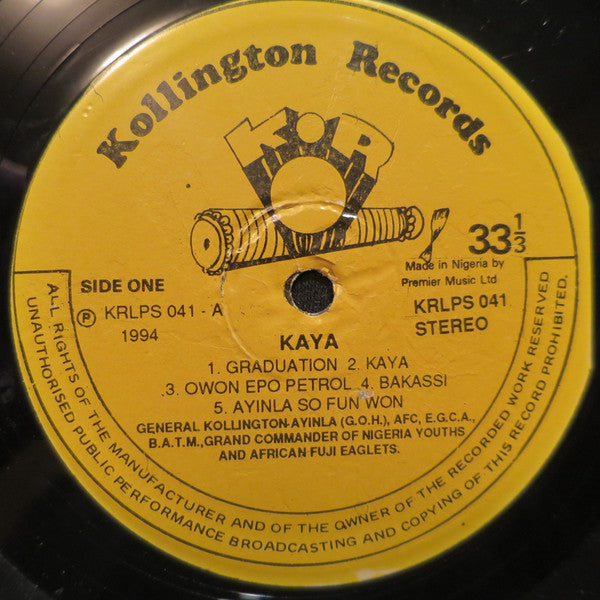 Kollington Records
K.R
33 1/3
Made in Nigeria by
Premier Music Ltd
SIDE ONE
KRLPS 041
STEREO
Ⓟ KRLPS 041 - A
1994
KAYA
1. GRADUATION 2. KAYA
.3. OWON EPO PETROL 4. BAKASSI
5. AYINLA SO FUN WON
GENERAL KOLLINGTON-AYINLA (G.O.H.), AFC, E.G.C.A.,
B.A.T.M.,GRAND COMMANDER OF NIGERIA YOUTHS
AND AFRICAN FUJI EAGLETS.
ALL RIGHTS OF THE MANUFACTURER AND OF THE OWNER OF THE RECORDED WORK RESERVED
UNAUTHORISED PUBLIC PERFORMANCE BROADCASTING AND COPYING OF THIS RECORD PROHIBITED.